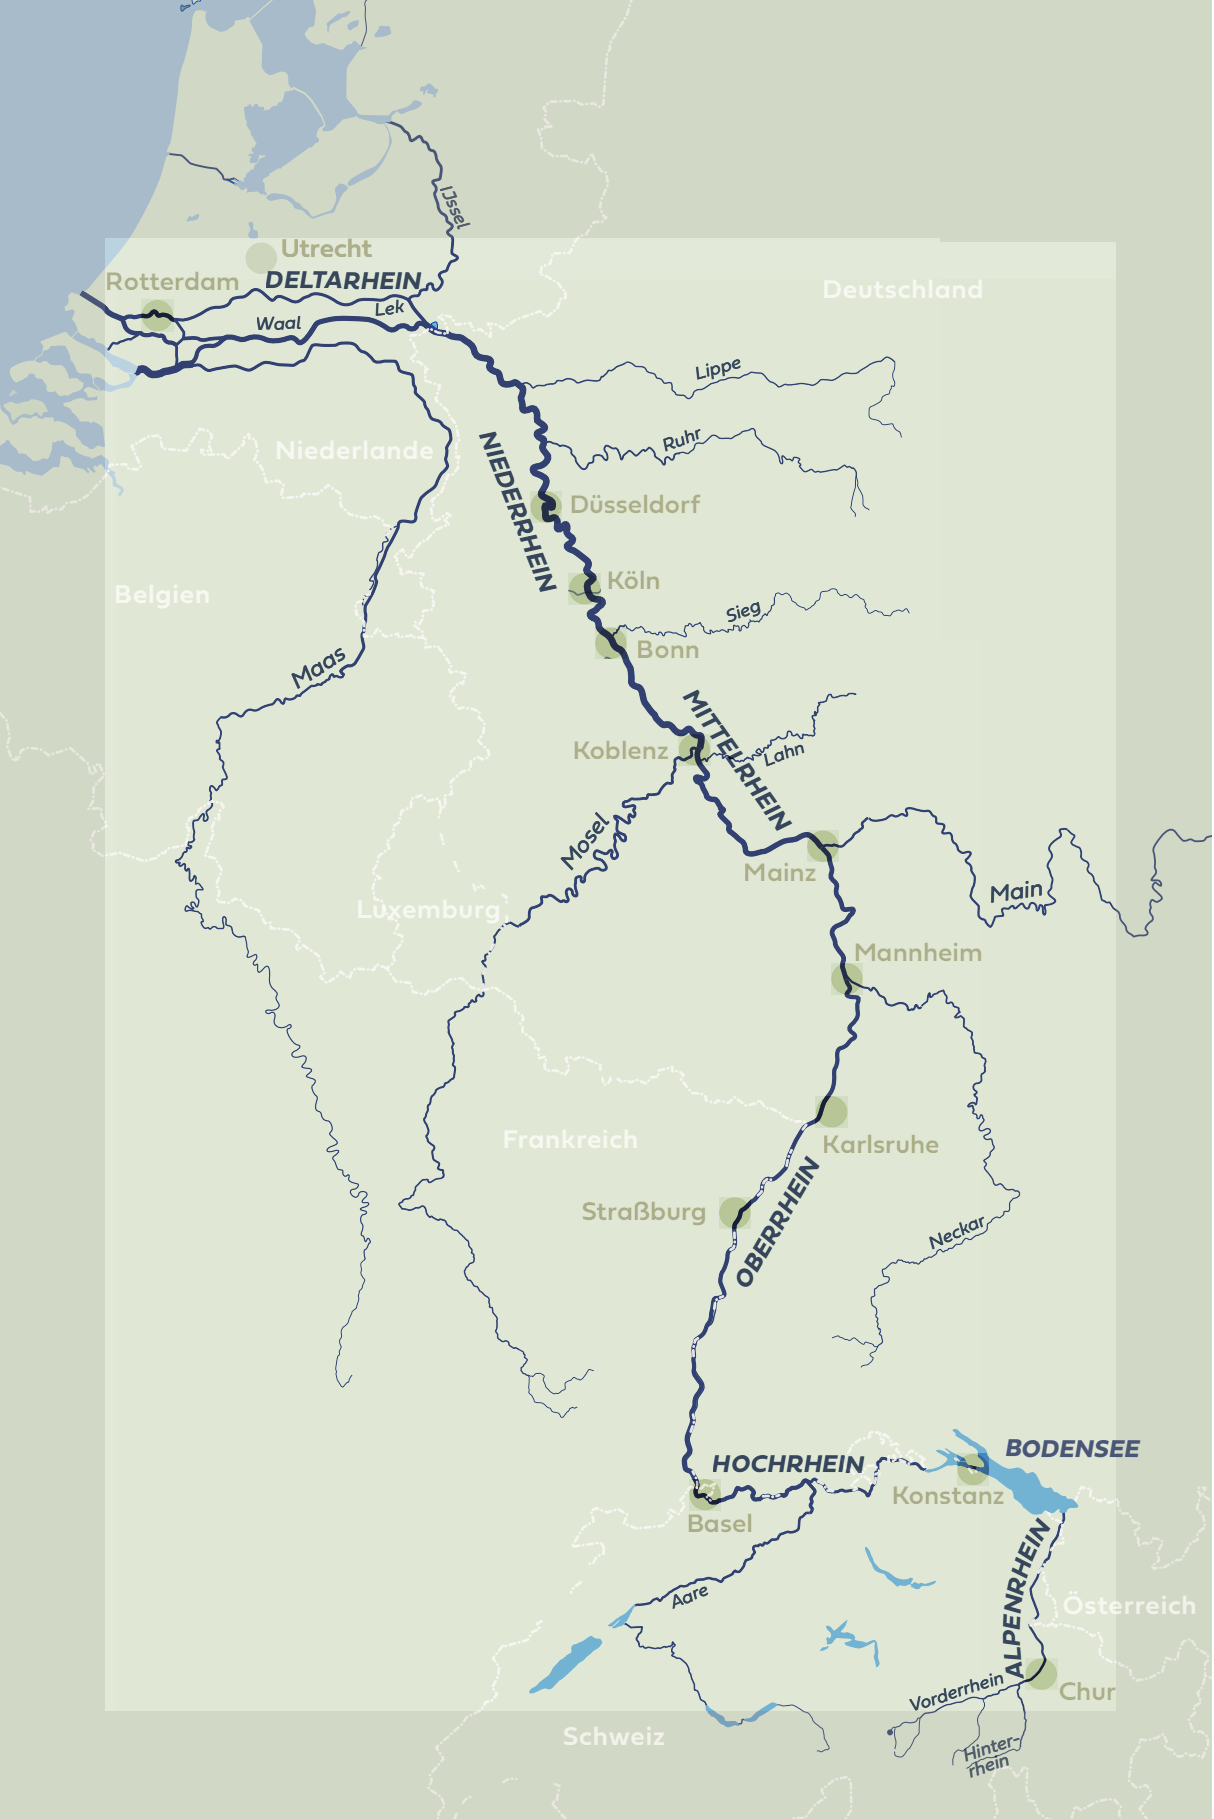 IJssel
Utrecht
Rotterdam
DELTARHEIN
Deutschland
Waal
Lek
Lippe
Ruhr
Niederlande
NIEDERRHEIN
Düsseldorf
Köln
Belgien
Sieg
Bonn
Maas
MITTELRHEIN
Koblenz
Lahn
Mosel
Mainz
Main
Luxemburg
Mannheim
Frankreich
Karlsruhe
OBERRHEIN
Straßburg
Neckar
BODENSEE
HOCHRHEIN
Konstanz
Basel
ALPENRHEIN
Aare
Österreich
Vorderrhein
Chur
Schweiz
Hinter-
rhein